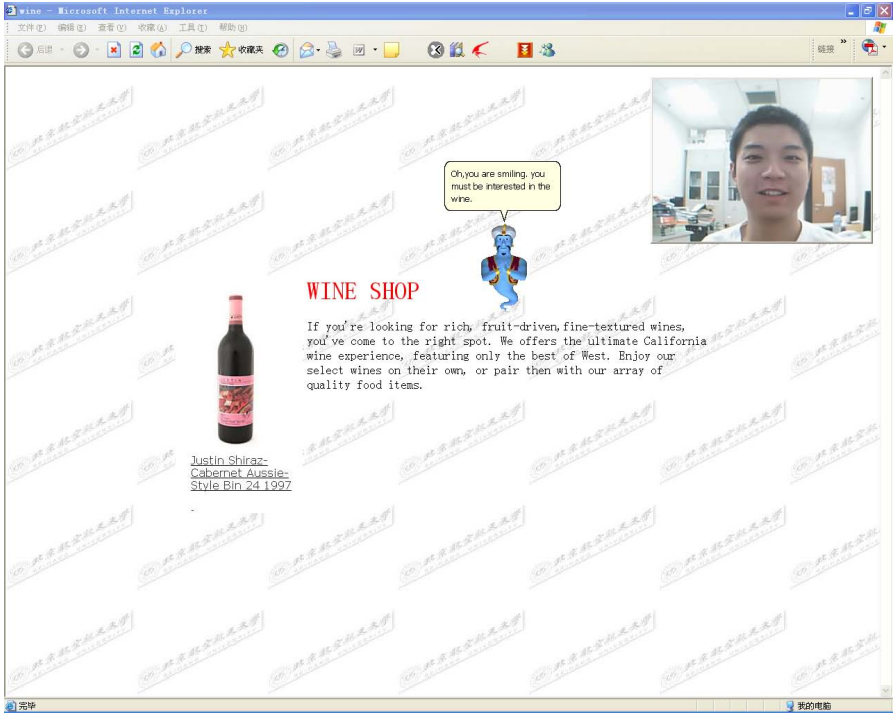 wine - Microsoft Internet Explorer
文件(F) 编辑(E) 查看(V) 收藏(A) 工具(T) 帮助(H)
后退 搜索 收藏夹 链接 »
Oh,you are smiling. you
must be interested in the
wine.
WINE SHOP
If you're looking for rich, fruit-driven,fine-textured wines,
you've come to the right spot. We offers the ultimate California
wine experience, featuring only the best of West. Enjoy our
select wines on their own, or pair then with our array of
quality food items.
Justin Shiraz-
Cabernet Aussie-
Style Bin 24 1997
完毕 我的电脑